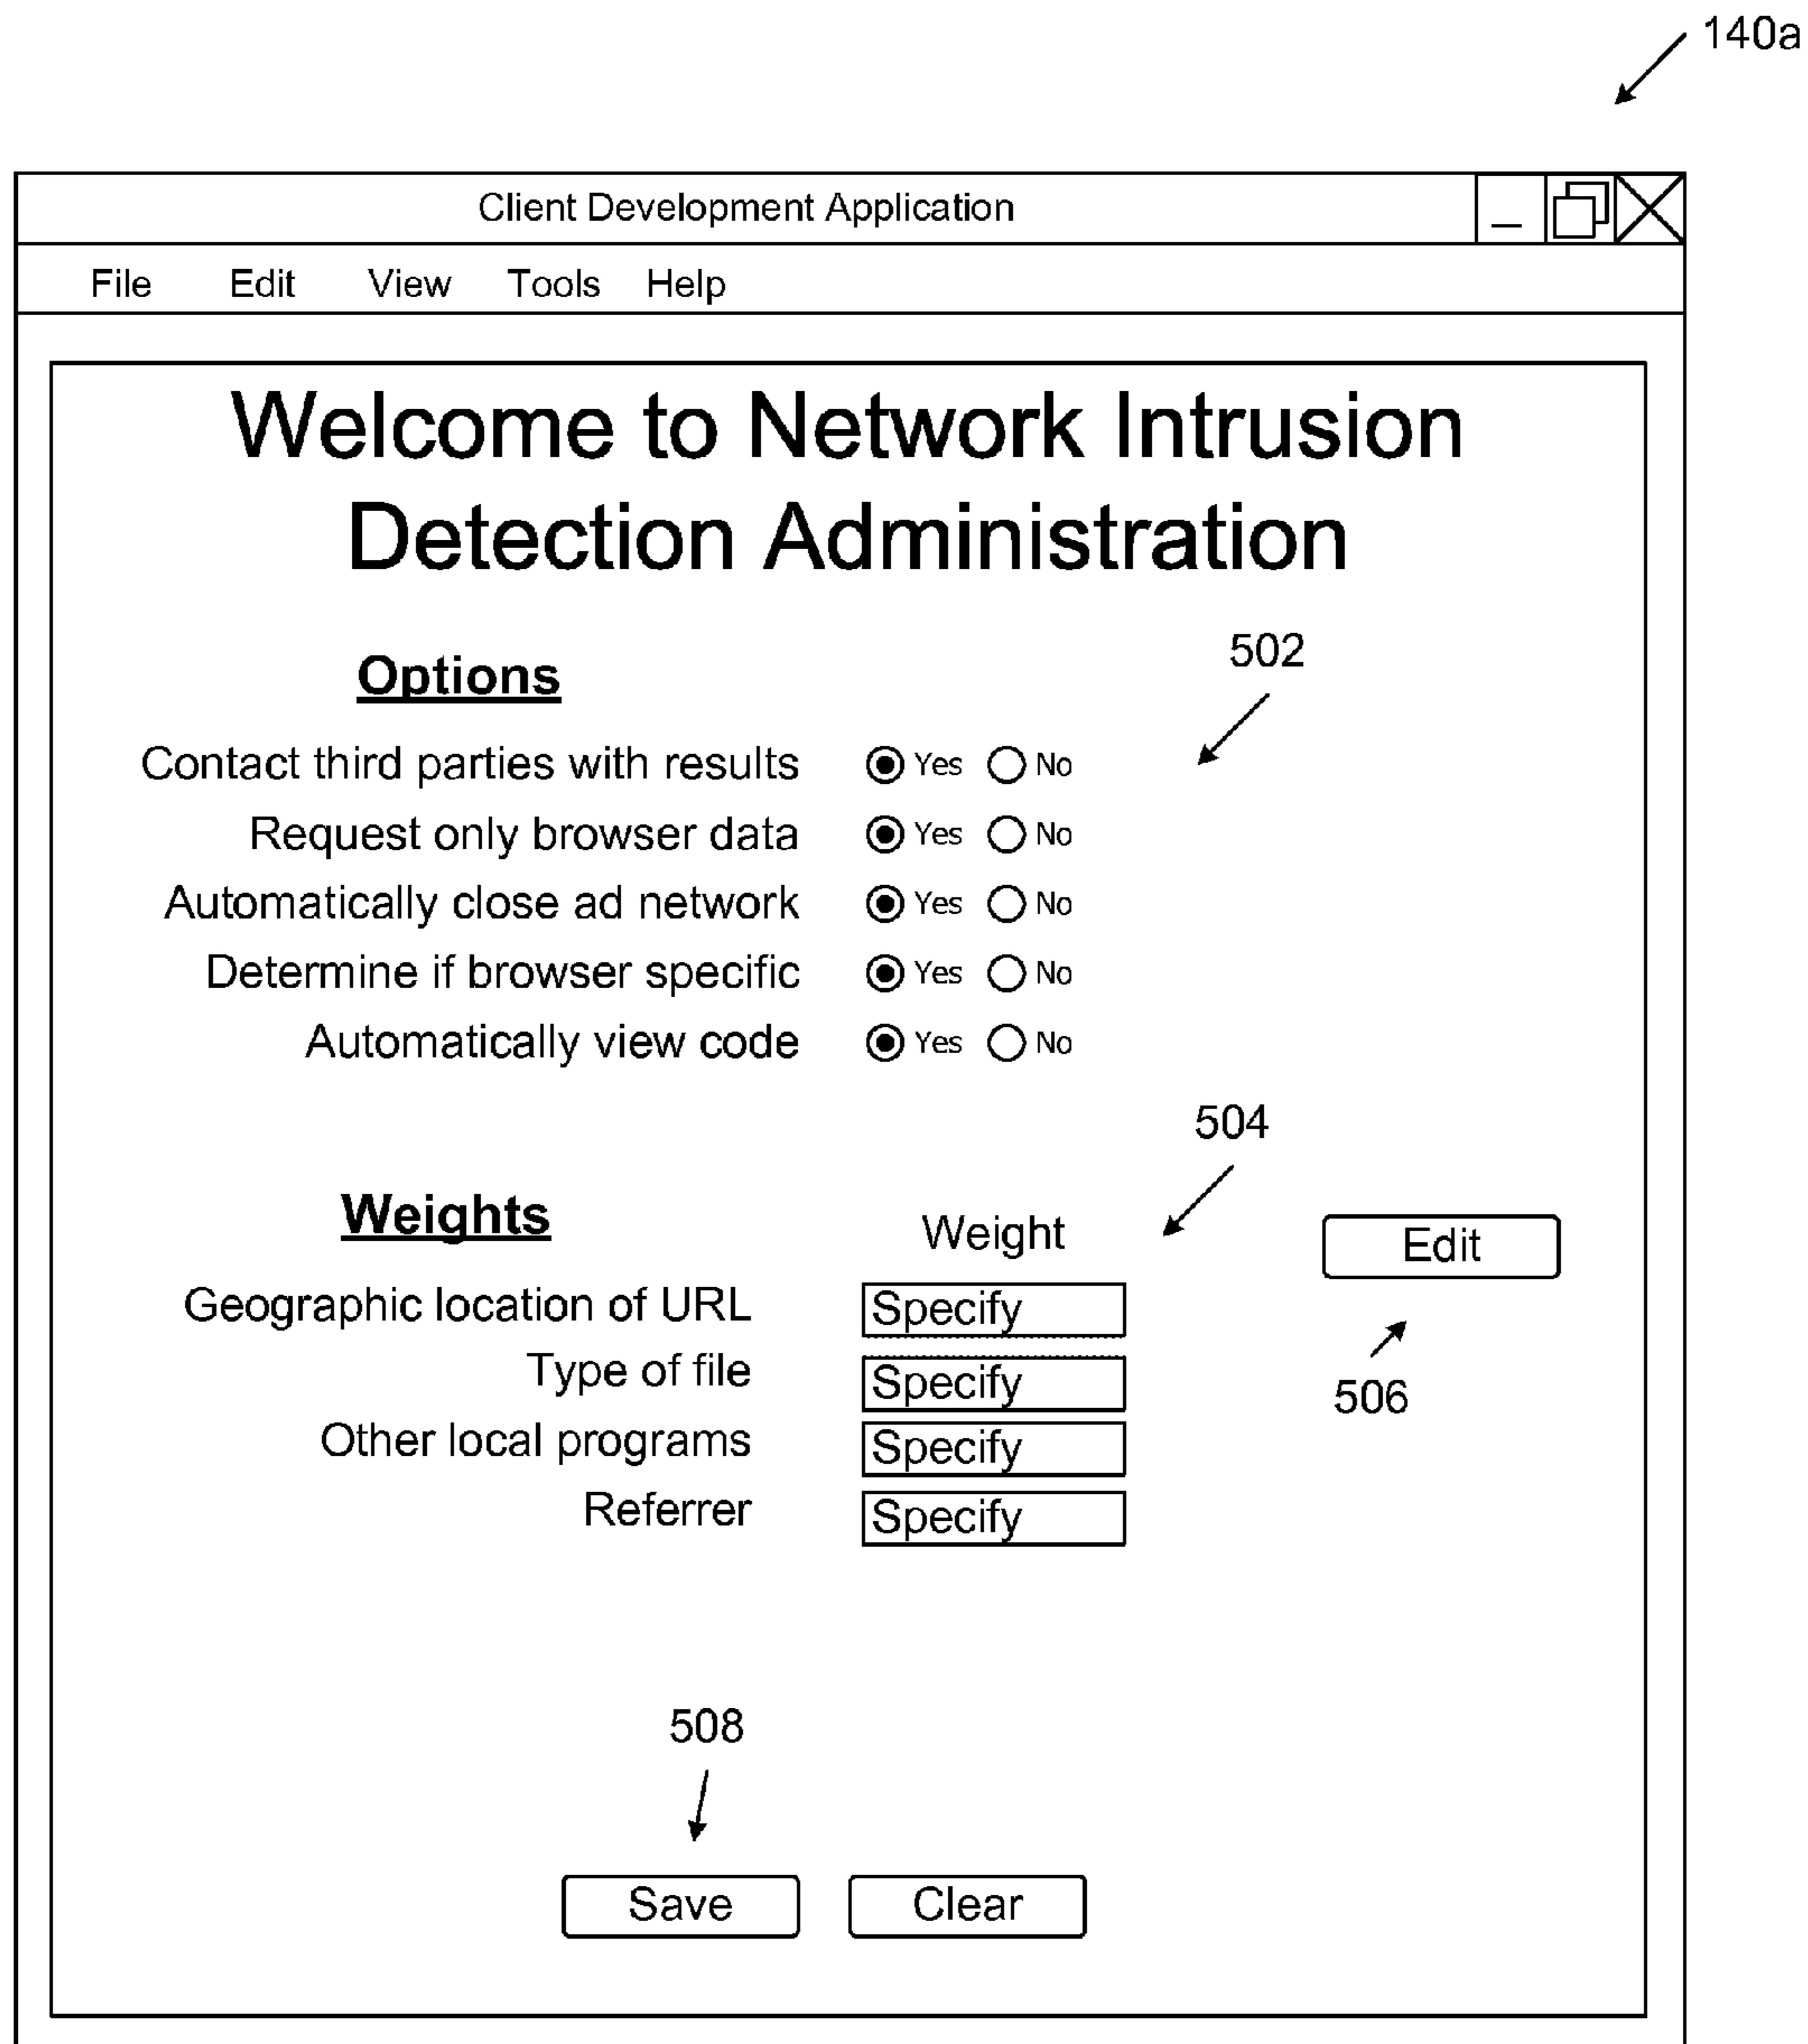 140a
Client Development Application
File Edit View Tools Help
Welcome to Network Intrusion
Detection Administration
Options
502
Contact third parties with results Yes No
Request only browser data Yes No
Automatically close ad network Yes No
Determine if browser specific Yes No
Automatically view code Yes No
504
Weights Weight Edit
Geographic location of URL Specify
Type of file Specify
506
Other local programs Specify
Referrer Specify
508
Save Clear